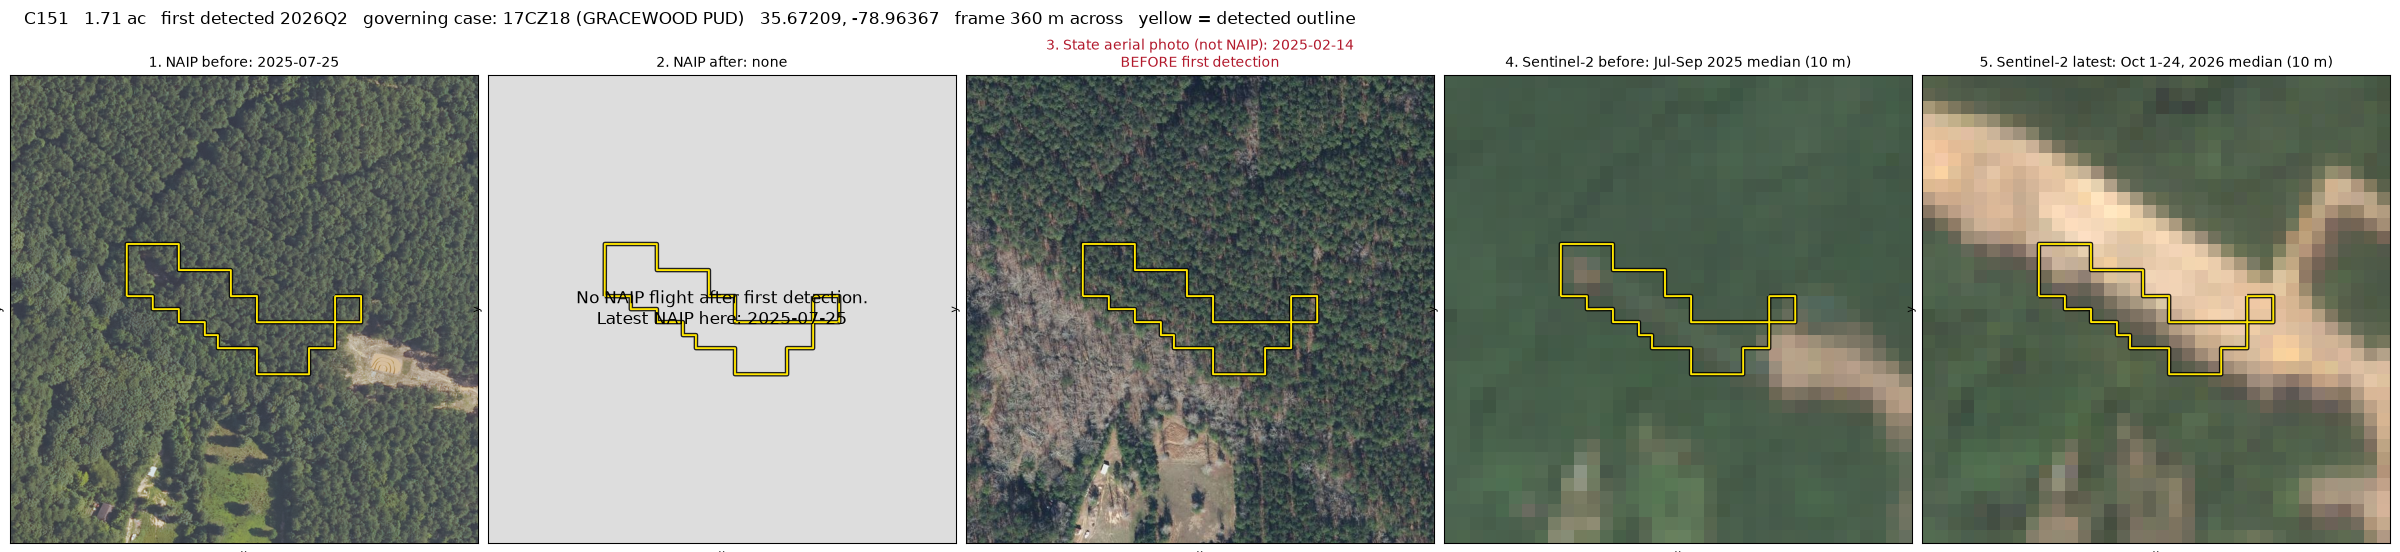 C151   1.71 ac   first detected 2026Q2   governing case: 17CZ18 (GRACEWOOD PUD)   35.67209, -78.96367   frame 360 m across   yellow = detected outline
1. NAIP before: 2025-07-25
2. NAIP after: none
3. State aerial photo (not NAIP): 2025-02-14
BEFORE first detection
4. Sentinel-2 before: Jul-Sep 2025 median (10 m)
5. Sentinel-2 latest: Oct 1-24, 2026 median (10 m)
No NAIP flight after first detection.
Latest NAIP here: 2025-07-25